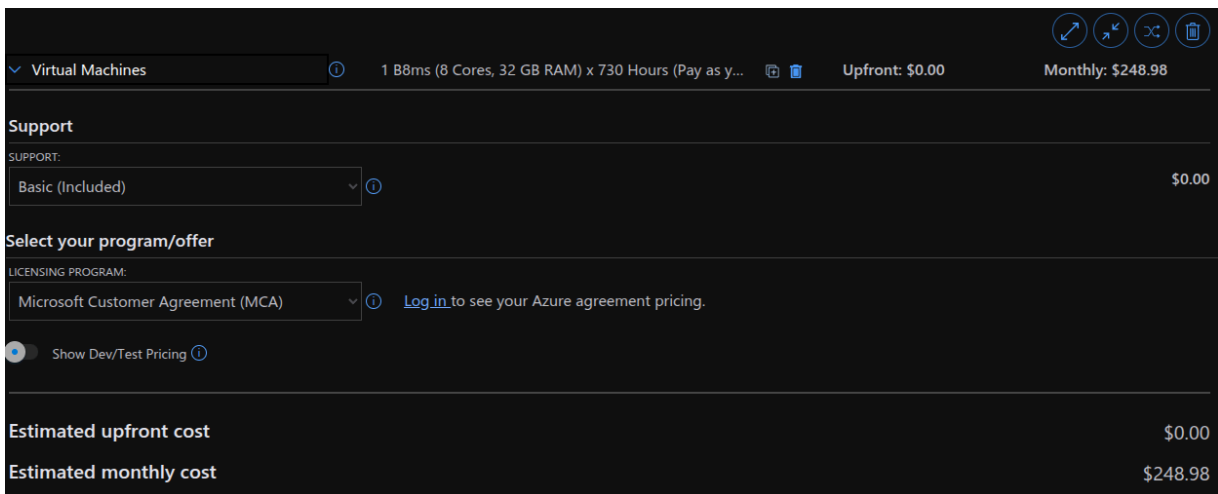 Virtual Machines 1 B8ms (8 Cores, 32 GB RAM) x 730 Hours (Pay as y... Upfront: $0.00 Monthly: $248.98
Support
SUPPORT:
Basic (Included) $0.00
Select your program/offer
LICENSING PROGRAM:
Microsoft Customer Agreement (MCA) Log in to see your Azure agreement pricing.
Show Dev/Test Pricing
Estimated upfront cost $0.00
Estimated monthly cost $248.98